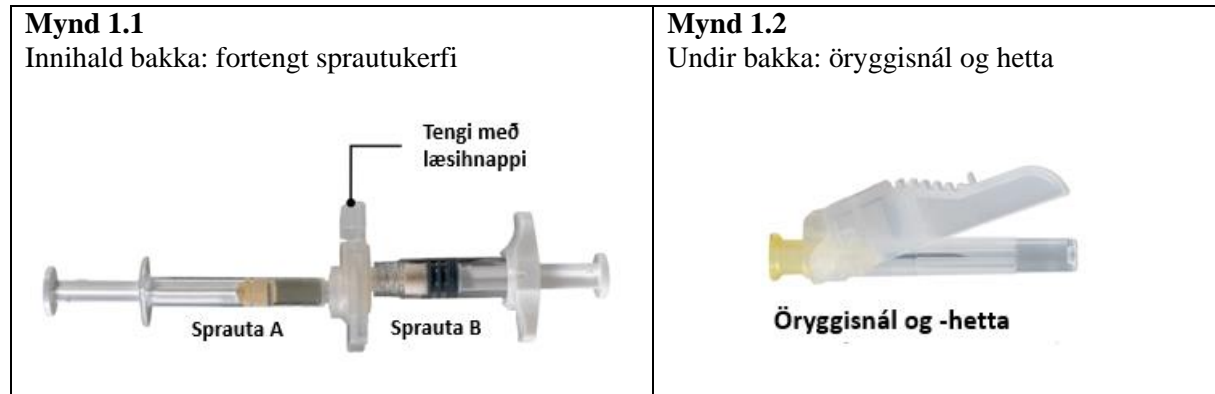 Mynd 1.1
Innihald bakka: fortengt sprautukerfi
Tengi með
læsihnappi
Sprauta A
Sprauta B
Mynd 1.2
Undir bakka: öryggisnál og hetta
Öryggisnál og -hetta